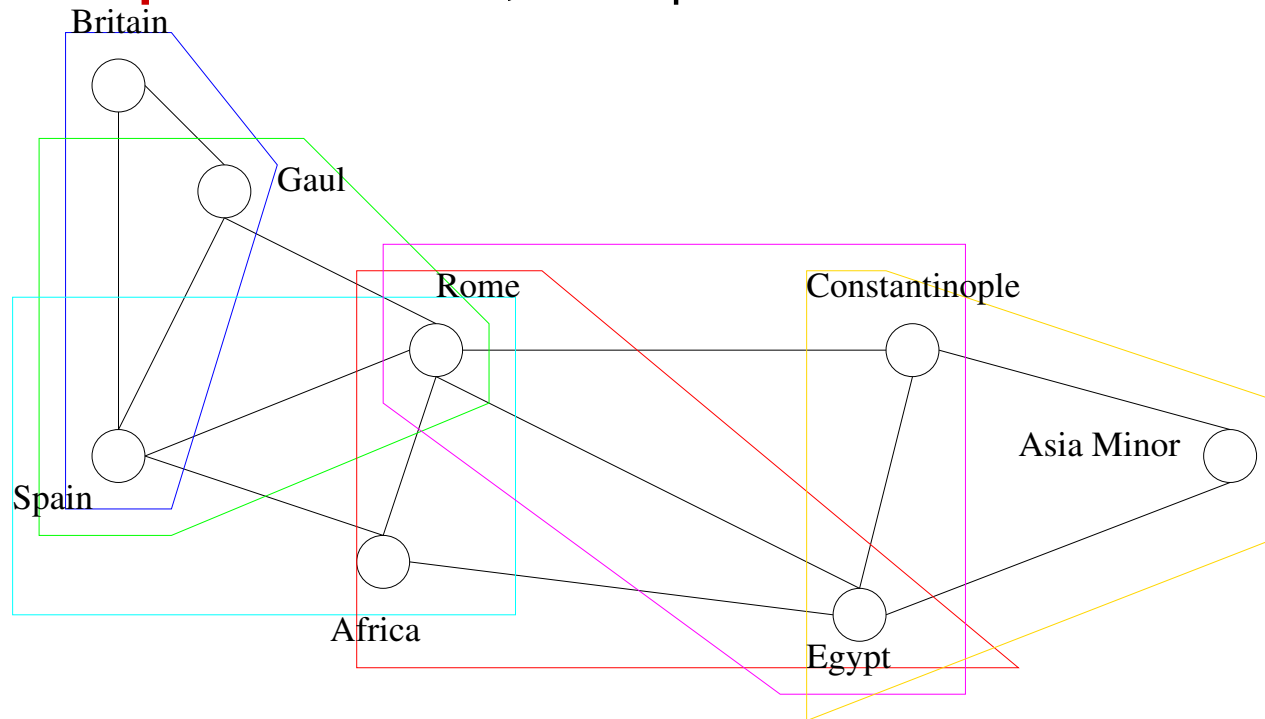 Britain
Gaul
Rome
Constantinople
Asia Minor
Spain
Africa
Egypt